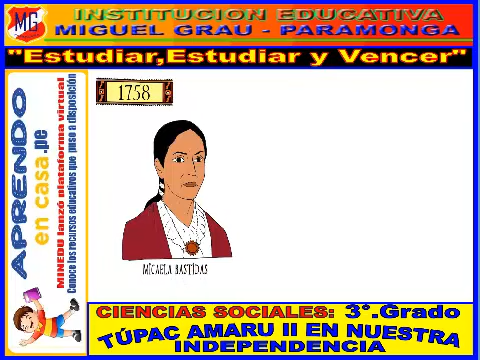 MG
INSTITUCION EDUCATIVA
MIGUEL GRAU - PARAMONGA
"Estudiar,Estudiar y Vencer"
APRENDO
en casa.pe
MINEDU lanzó plataforma virtual
Conoce los recursos educativos que puso a disposición
1758
MICAELA BASTIDAS
CIENCIAS SOCIALES: 3°.Grado
TÚPAC AMARU II EN NUESTRA
INDEPENDENCIA